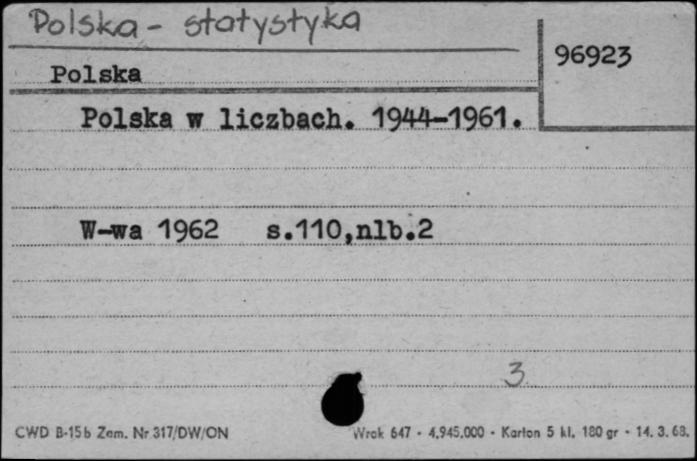 Polska - statystyka
96923
Polska
Polska w liczbach. 1944-1961.
W-wa 1962 s.110,nlb.2
3
CWD B-15b Zam. Nr 317/DW/ON Wrak 647 - 4.945.000 - Karton 5 kl. 180 gr - 14. 3. 68.